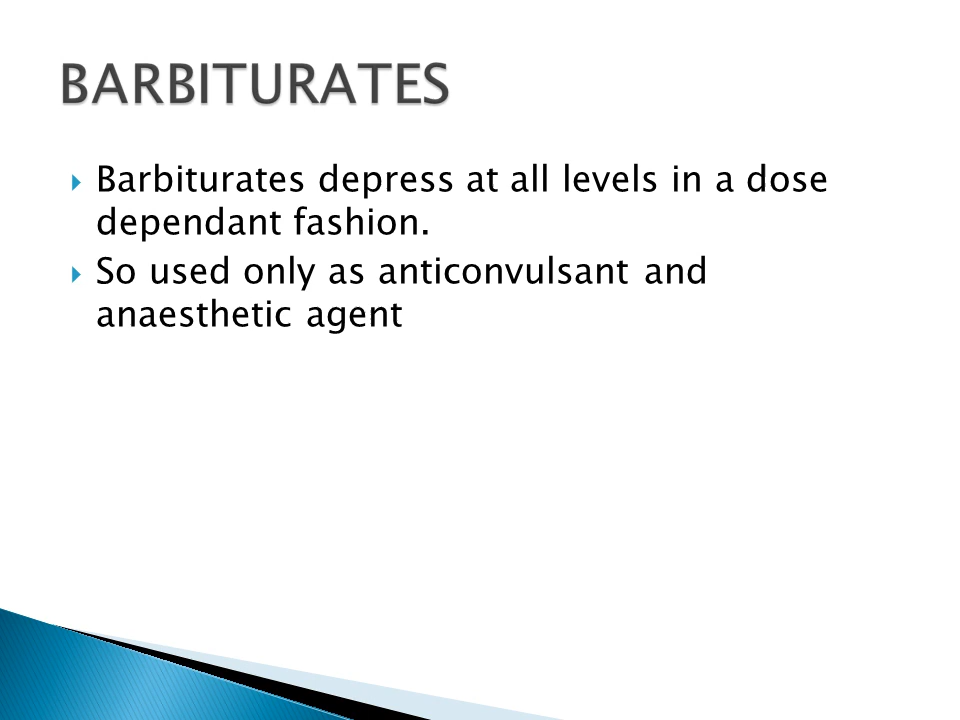 BARBITURATES
Barbiturates depress at all levels in a dose
dependant fashion.
So used only as anticonvulsant and
anaesthetic agent